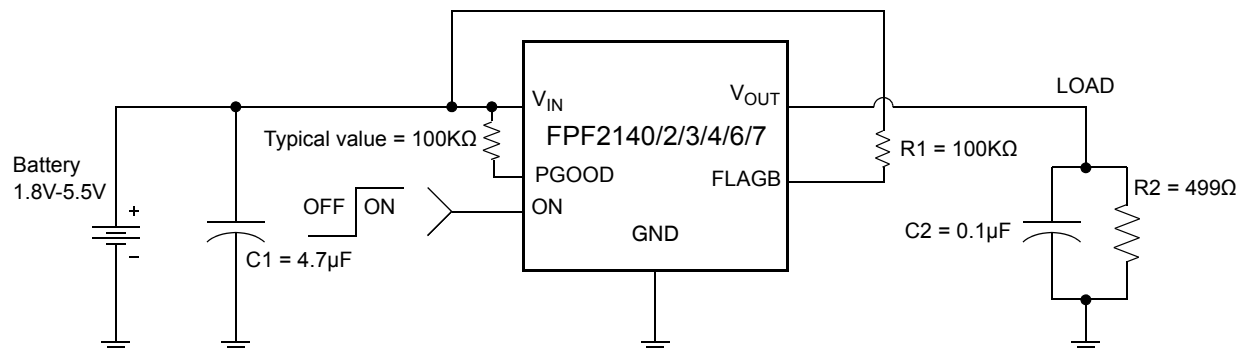 LOAD
V_IN
V_OUT
Typical value = 100KΩ
FPF2140/2/3/4/6/7
R1 = 100KΩ
Battery
1.8V-5.5V
PGOOD
FLAGB
R2 = 499Ω
OFF
ON
ON
GND
C2 = 0.1µF
+
–
C1 = 4.7µF